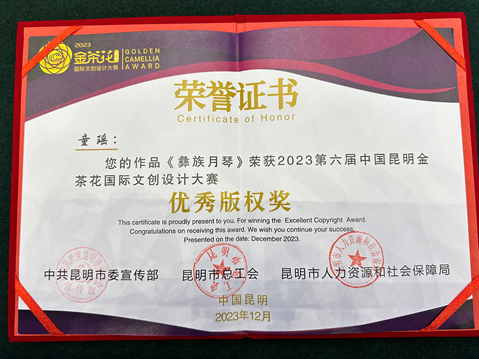 2023
金茶花
国际文创设计大赛
GOLDEN
CAMELLIA
AWARD
荣誉证书
Certificate of Honor
童瑶：
您的作品《彝族月琴》荣获2023第六届中国昆明金
茶花国际文创设计大赛
优秀版权奖
This certificate is proudly present to you. For winning the Excellent Copyright Award.
Congratulations on receiving this award. We wish you continue your success.
Presented on the date: December 2023.
中共昆明市委宣传部 昆明市总工会 昆明市人力资源和社会保障局
中国昆明
2023年12月